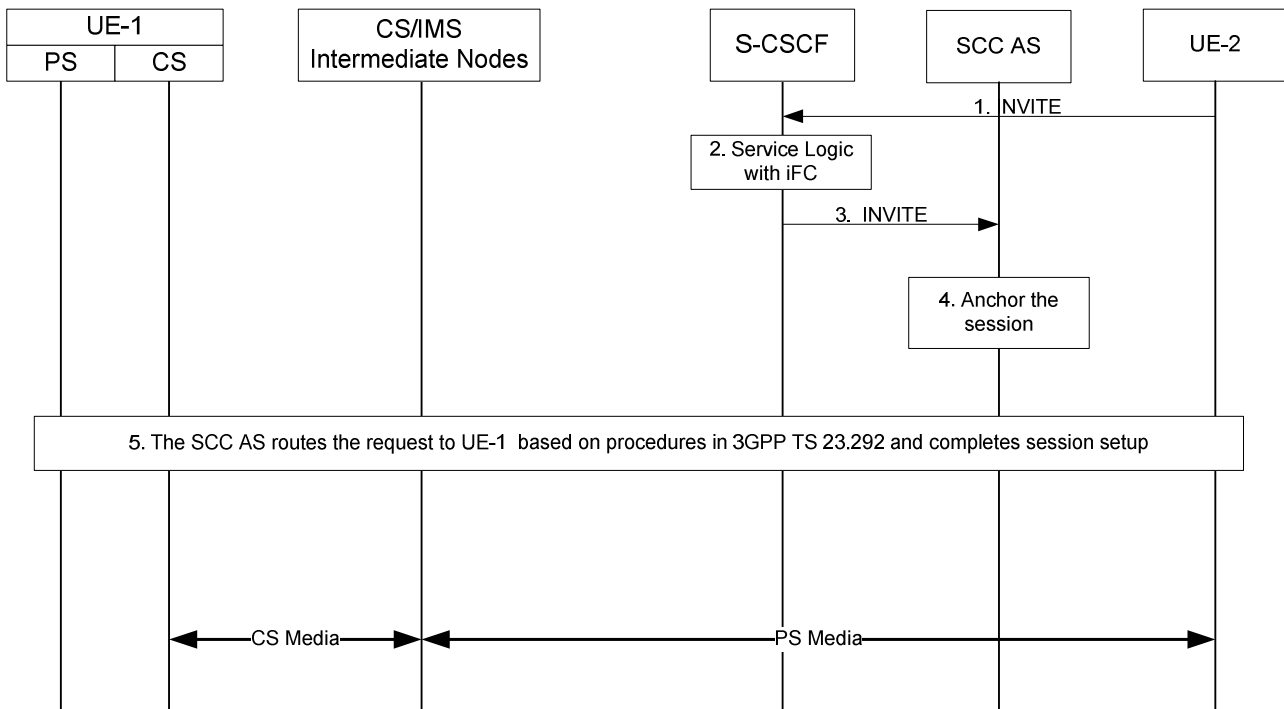 UE-1
PS
CS
CS/IMS
Intermediate Nodes
S-CSCF
SCC AS
UE-2
1. NVITE
2. Service Logic
with iFC
3. INVITE
4. Anchor the
session
5. The SCC AS routes the request to UE-1 based on procedures in 3GPP TS 23.292 and completes session setup
CS Media
PS Media